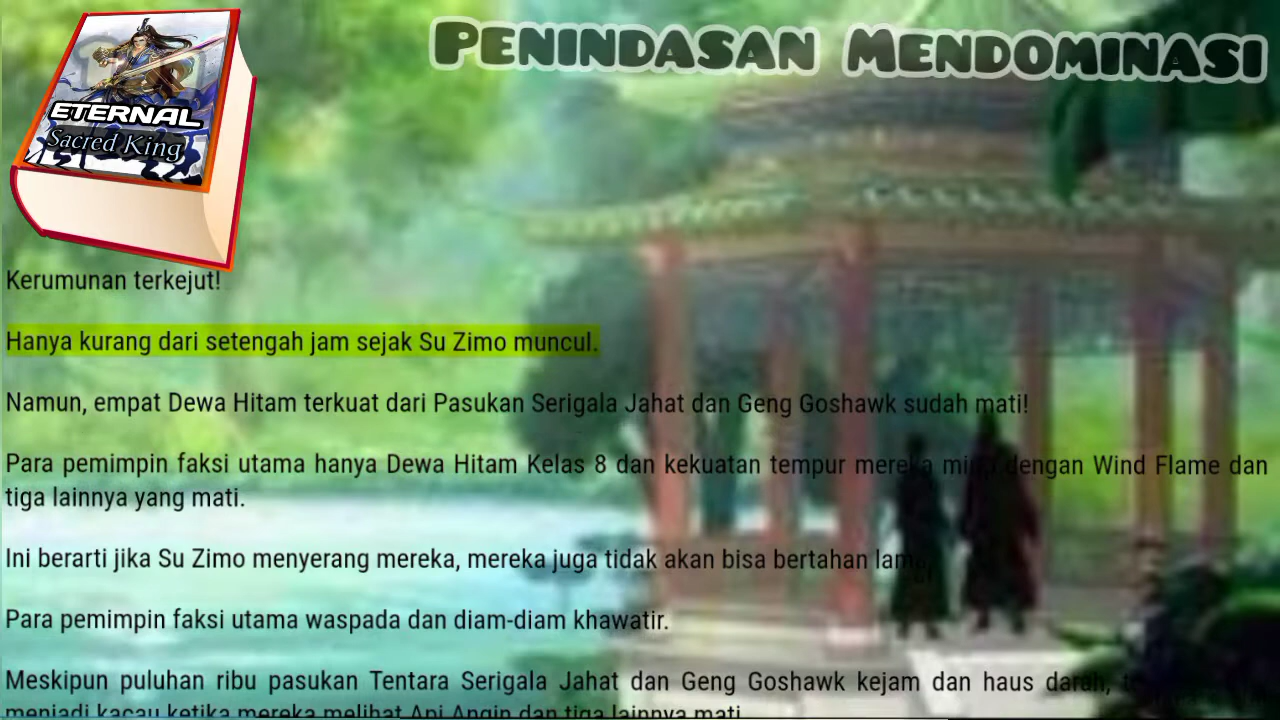 PENINDASAN MENDOMINASI
ETERNAL
Sacred King
Kerumunan terkejut!
Hanya kurang dari setengah jam sejak Su Zimo muncul.
Namun, empat Dewa Hitam terkuat dari Pasukan Serigala Jahat dan Geng Goshawk sudah mati!
Para pemimpin faksi utama hanya Dewa Hitam Kelas 8 dan kekuatan tempur mereka dengan Wind Flame dan
tiga lainnya yang mati.
Ini berarti jika Su Zimo menyerang mereka, mereka juga tidak akan bisa bertahan lama.
Para pemimpin faksi utama waspada dan diam-diam khawatir.
Meskipun puluhan ribu pasukan Tentara Serigala Jahat dan Geng Goshawk kejam dan haus darah,
menjadi kacau ketika mereka melihat Api Angin dan tiga lainnya mati.